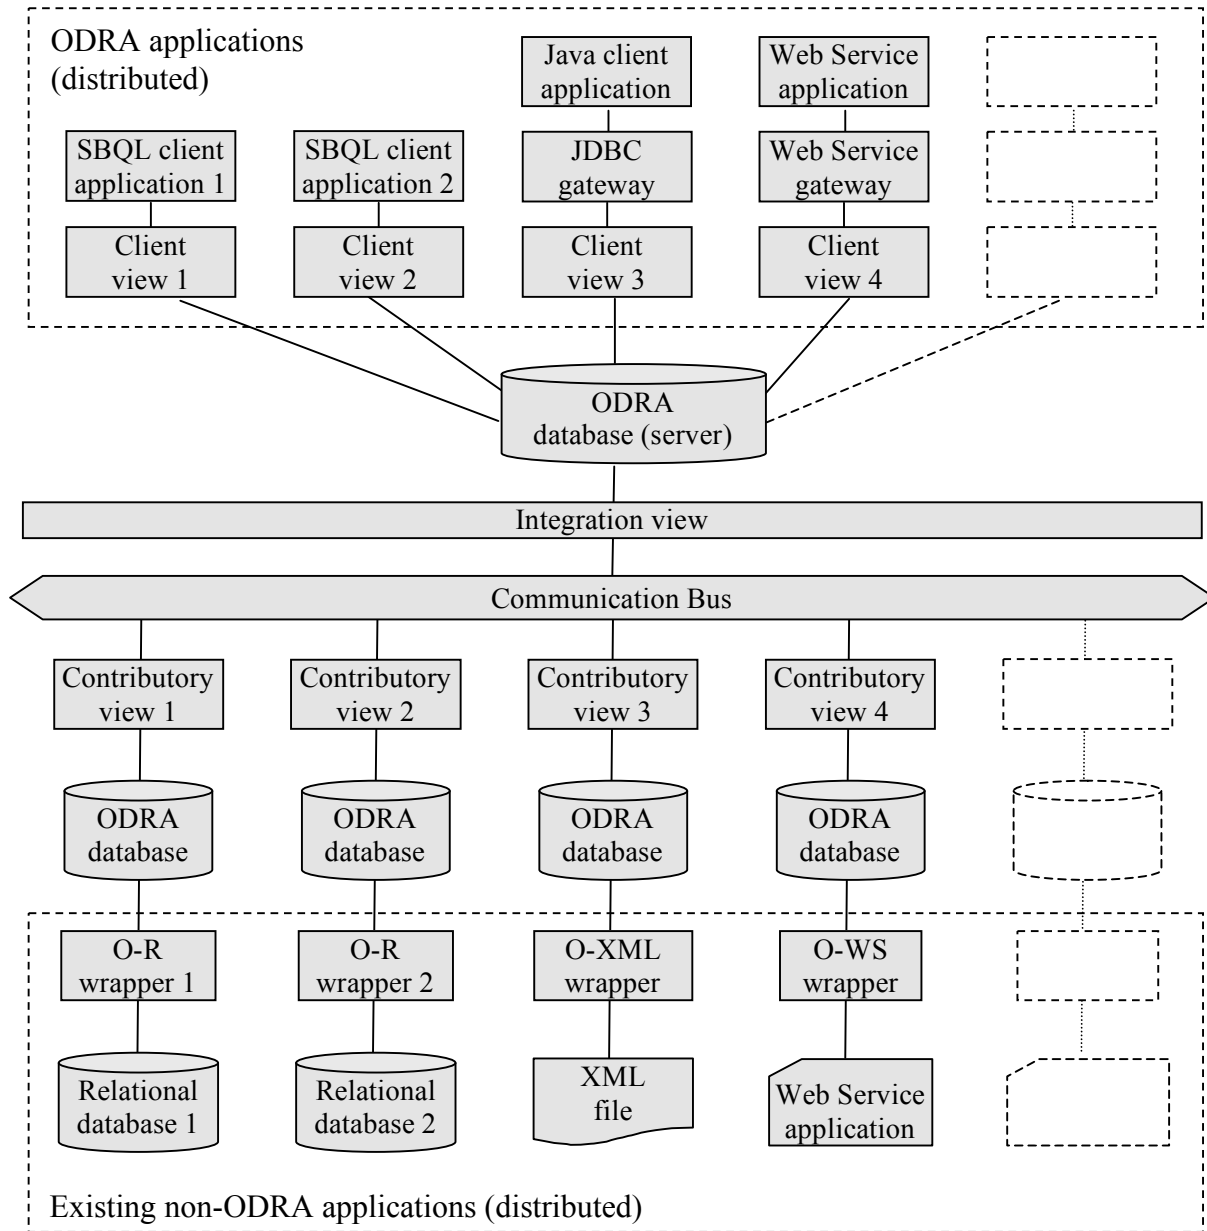 ODRA applications
(distributed)
Java client
application
Web Service
application
SBQL client
application 1
SBQL client
application 2
JDBC
gateway
Web Service
gateway
Client
view 1
Client
view 2
Client
view 3
Client
view 4
ODRA
database (server)
Integration view
Communication Bus
Contributory
view 1
Contributory
view 2
Contributory
view 3
Contributory
view 4
ODRA
database
ODRA
database
ODRA
database
ODRA
database
O-R
wrapper 1
O-R
wrapper 2
O-XML
wrapper
O-WS
wrapper
Relational
database 1
Relational
database 2
XML
file
Web Service
application
Existing non-ODRA applications (distributed)